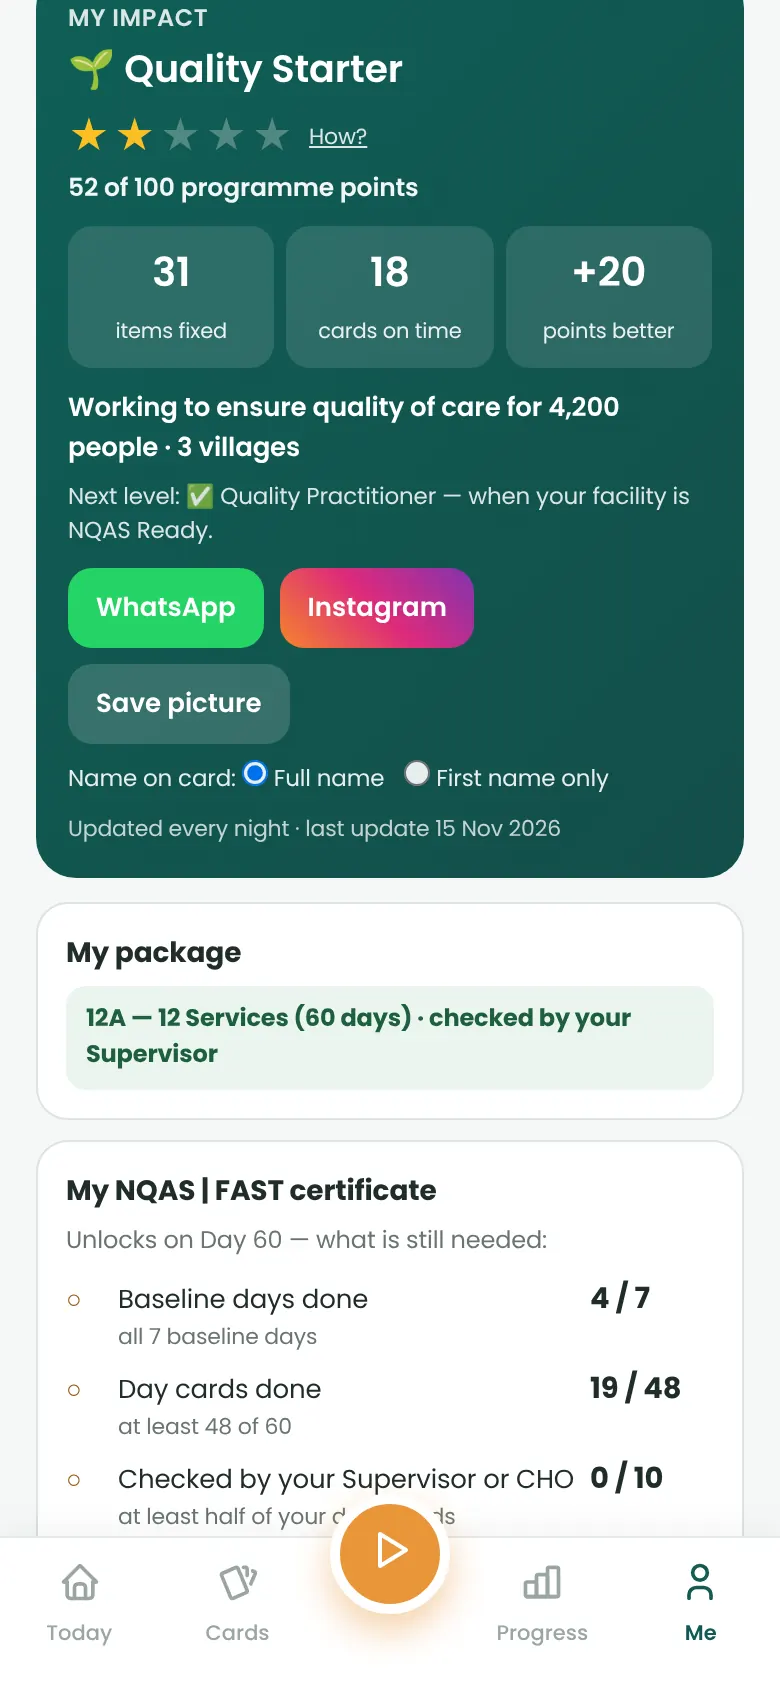 MY IMPACT
🌱 Quality Starter
★★★★★ How?
52 of 100 programme points
31
items fixed
18
cards on time
+20
points better
Working to ensure quality of care for 4,200
people · 3 villages
Next level: ✅ Quality Practitioner — when your facility is
NQAS Ready.
WhatsApp
Instagram
Save picture
Name on card: Full name First name only
Updated every night · last update 15 Nov 2026
My package
12A — 12 Services (60 days) · checked by your
Supervisor
My NQAS | FAST certificate
Unlocks on Day 60 — what is still needed:
Baseline days done 4 / 7
all 7 baseline days
Day cards done 19 / 48
at least 48 of 60
Checked by your Supervisor or CHO 0 / 10
at least half of your
Today
Cards
Progress
Me